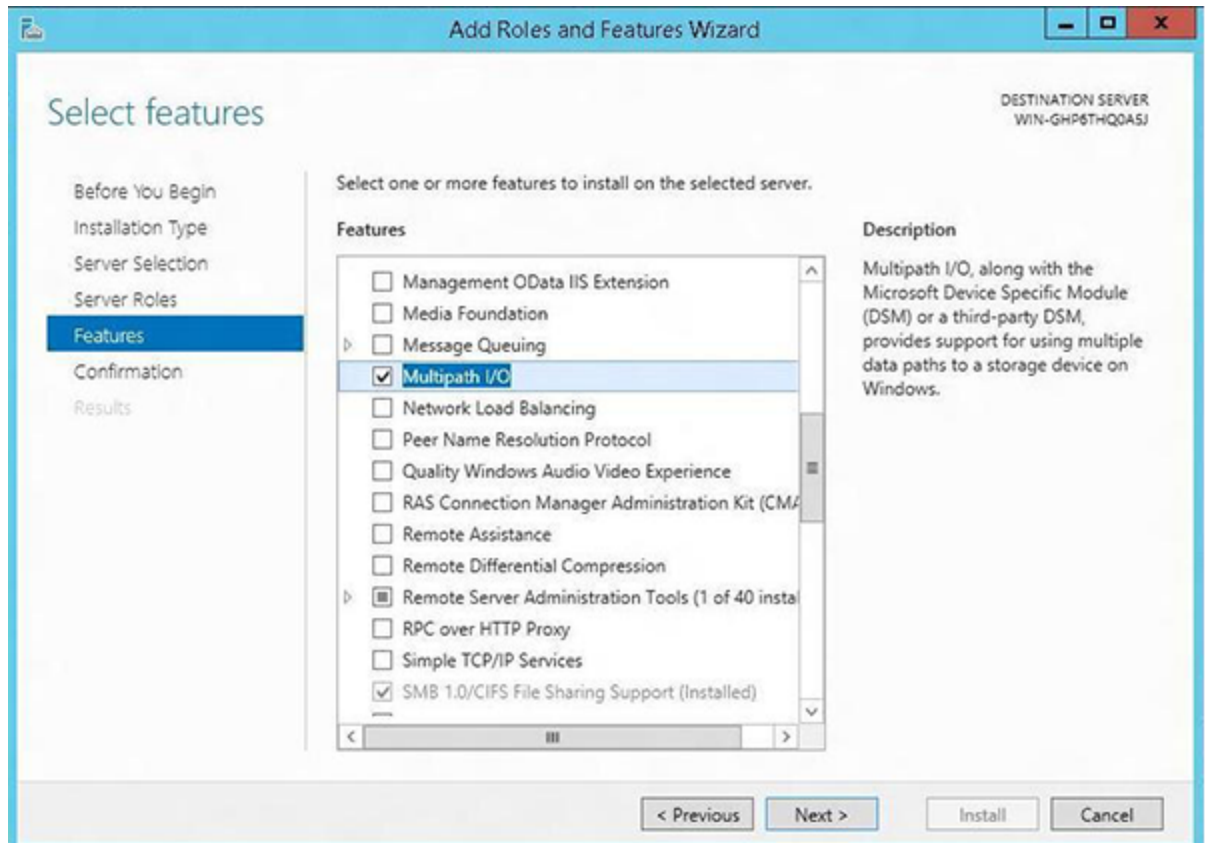 Add Roles and Features Wizard
Select features
DESTINATION SERVER
WIN-GHP6THQ0A5J
Before You Begin
Installation Type
Server Selection
Server Roles
Features
Confirmation
Results
Select one or more features to install on the selected server.
Features
Management OData IIS Extension
Media Foundation
Message Queuing
Multipath I/O
Network Load Balancing
Peer Name Resolution Protocol
Quality Windows Audio Video Experience
RAS Connection Manager Administration Kit (CMA
Remote Assistance
Remote Differential Compression
Remote Server Administration Tools (1 of 40 instal
RPC over HTTP Proxy
Simple TCP/IP Services
SMB 1.0/CIFS File Sharing Support (Installed)
Description
Multipath I/O, along with the
Microsoft Device Specific Module
(DSM) or a third-party DSM,
provides support for using multiple
data paths to a storage device on
Windows.
< Previous
Next >
Install
Cancel